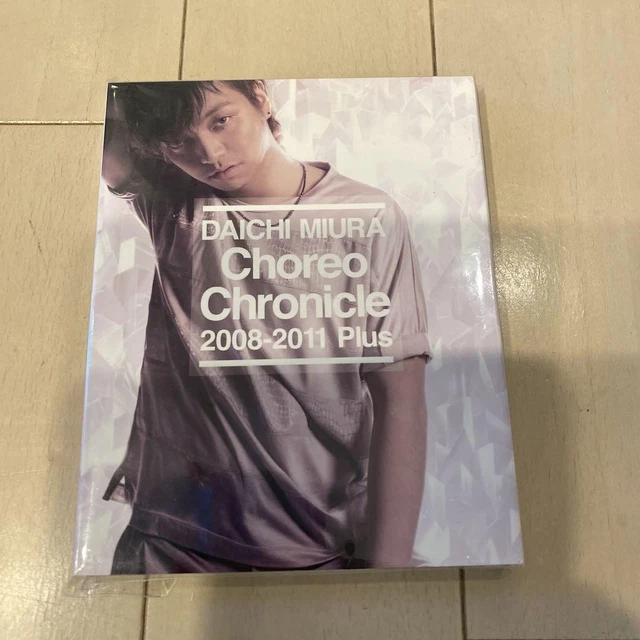 DAICHI MIURA
Choreo
Chronicle
2008-2011 Plus